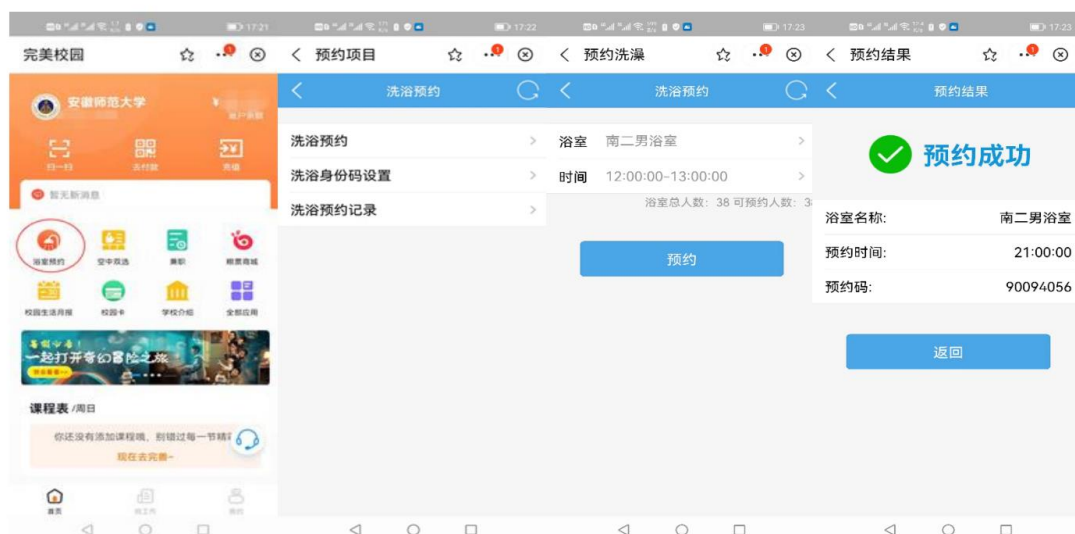 17:21
完美校园
安徽师范大学
¥
账户余额
扫一扫
去付款
充值
暂无新消息
浴室预约
空中双选
兼职
校园生活月报
校园卡
学校介绍
全部应用
一起打开奇幻冒险之旅
课程表 /周日
你还没有添加课程哦，别错过每一节精
现在去完善~
首页
17:22
预约项目
洗浴预约
洗浴预约
洗浴身份码设置
洗浴预约记录
17:23
预约洗澡
洗浴预约
浴室 南二男浴室
时间 12:00:00-13:00:00
浴室总人数: 38 可预约人数: 38
预约
17:23
预约结果
预约结果
预约成功
浴室名称: 南二男浴室
预约时间: 21:00:00
预约码: 90094056
返回